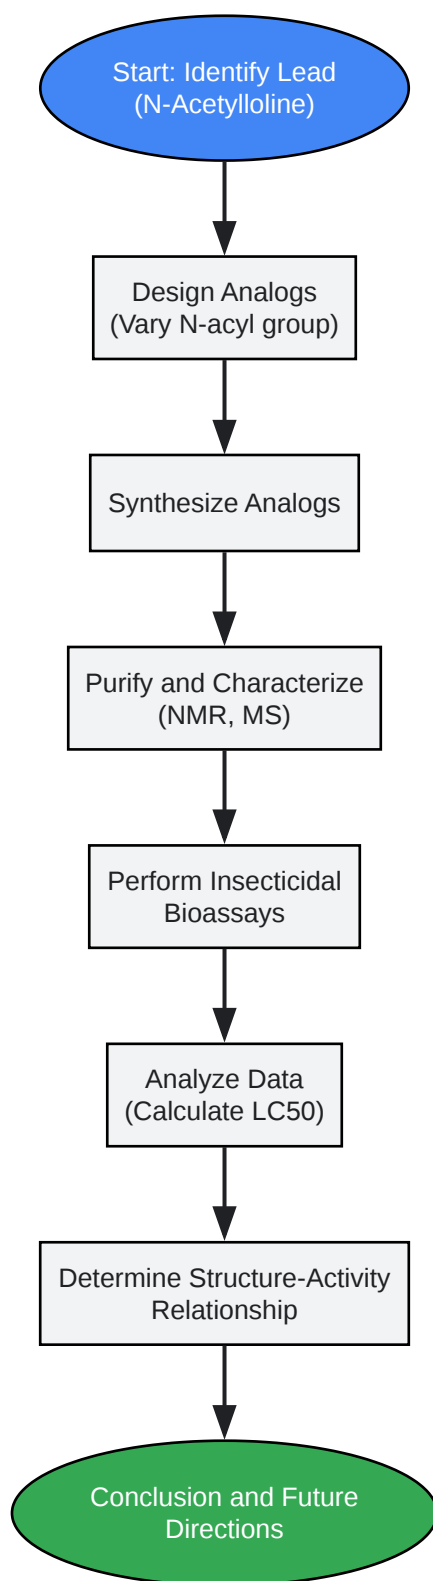 Start: Identify Lead
(N-Acetylloline)
Design Analogs
(Vary N-acyl group)
Synthesize Analogs
Purify and Characterize
(NMR, MS)
Perform Insecticidal
Bioassays
Analyze Data
(Calculate LC50)
Determine Structure-Activity
Relationship
Conclusion and Future
Directions